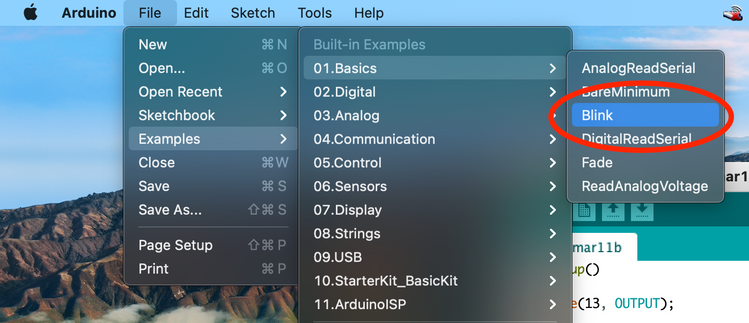 Arduino File Edit Sketch Tools Help
New ⌘ N
Open... ⌘ O
Open Recent
Sketchbook
Examples
Close ⌘ W
Save ⌘ S
Save As... ⇧⌘ S
Page Setup ⇧⌘ P
Print ⌘ P
Built-in Examples
01.Basics
02.Digital
03.Analog
04.Communication
05.Control
06.Sensors
07.Display
08.Strings
09.USB
10.StarterKit_BasicKit
11.ArduinoISP
AnalogReadSerial
BareMinimum
Blink
DigitalReadSerial
Fade
ReadAnalogVoltage
ar1
mar11b
up()
e(13, OUTPUT);